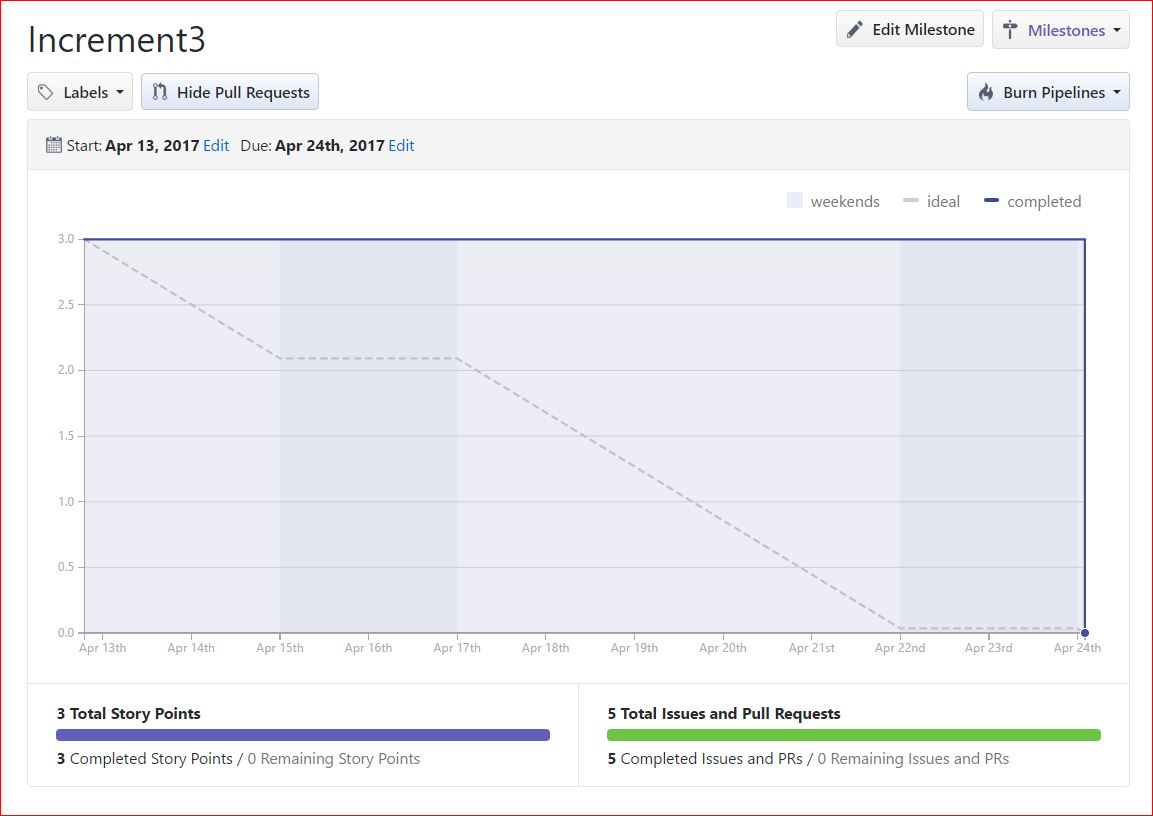 Increment3
Edit Milestone
Milestones
Labels
Hide Pull Requests
Burn Pipelines
Start: Apr 13, 2017 Edit Due: Apr 24th, 2017 Edit
weekends ideal completed
3.0
2.5
2.0
1.5
1.0
0.5
0.0
Apr 13th Apr 14th Apr 15th Apr 16th Apr 17th Apr 18th Apr 19th Apr 20th Apr 21st Apr 22nd Apr 23rd Apr 24th
3 Total Story Points
3 Completed Story Points / 0 Remaining Story Points
5 Total Issues and Pull Requests
5 Completed Issues and PRs / 0 Remaining Issues and PRs